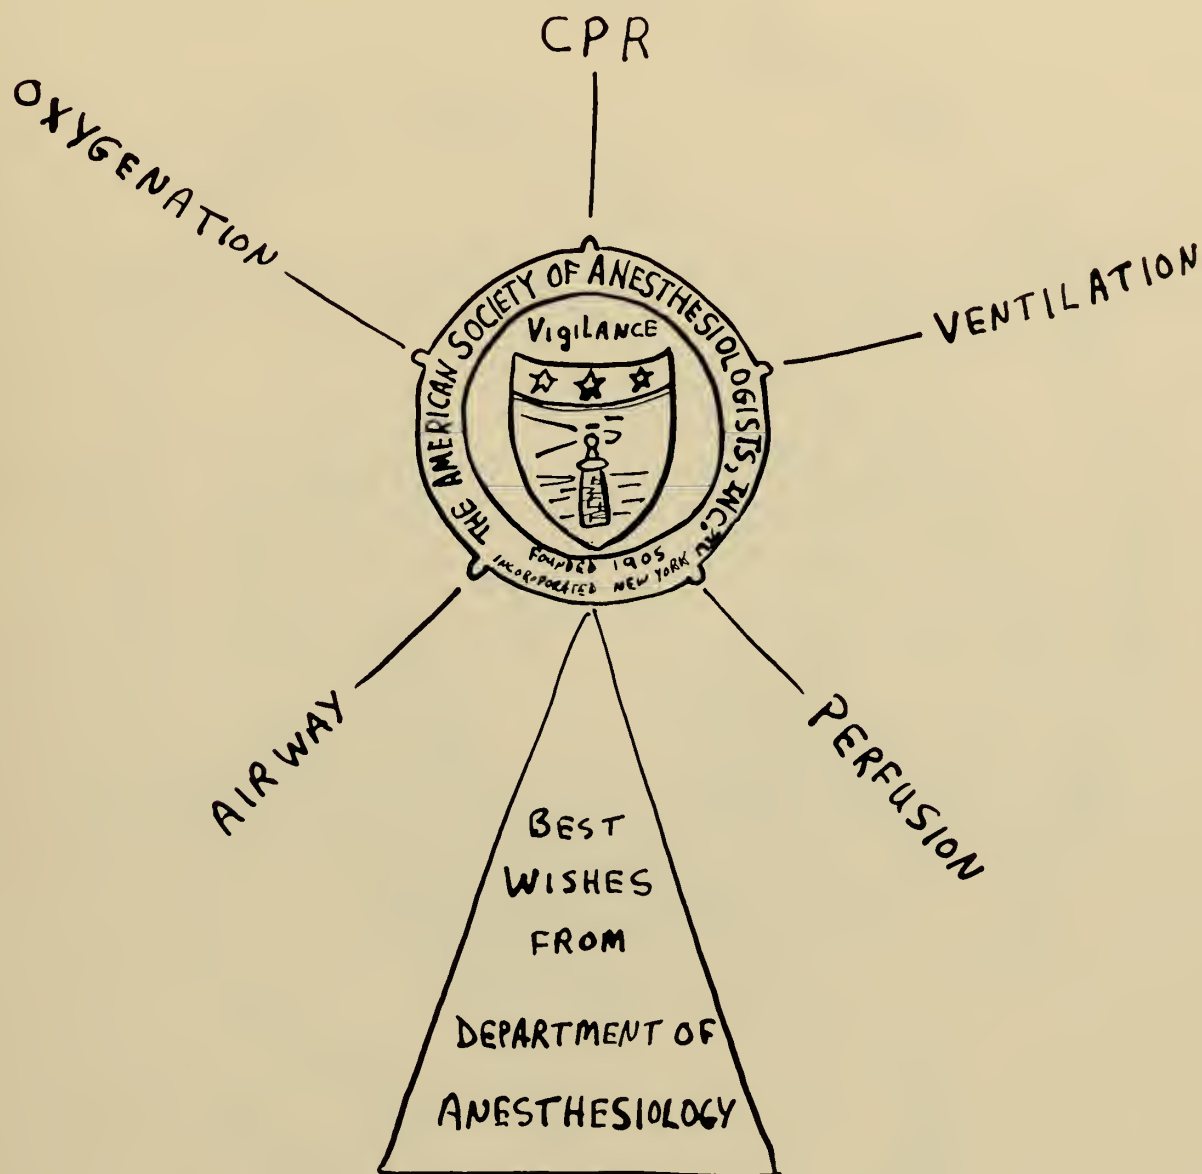 CPR
OXYGENATION
VENTILATION
THE AMERICAN SOCIETY OF ANESTHESIOLOGISTS, INC.
VigiLANCE
FOUNDED 1905
INCORPORATED NEW YORK
AIRWAY
PERFUSION
BEST
WISHES
FROM
DEPARTMENT OF
ANESTHESIOLOGY